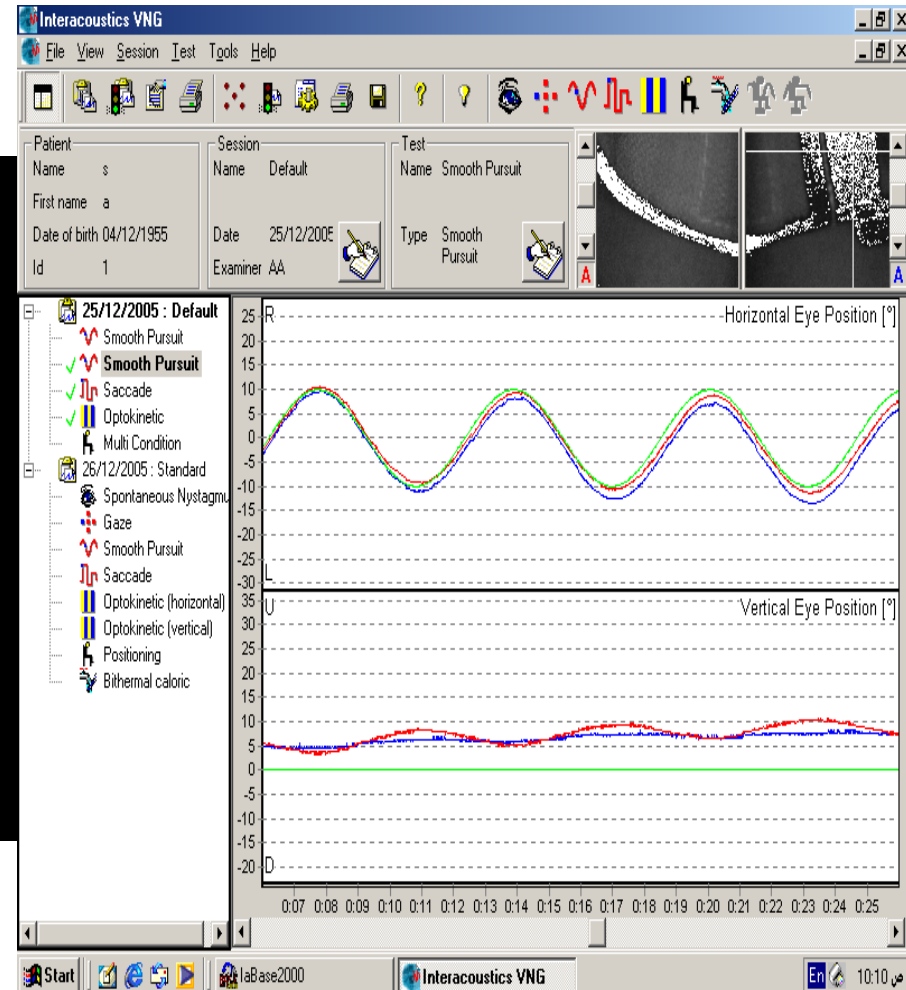 Interacoustics VNG
File View Session Test Tools Help
Patient
Name s
First name a
Date of birth 04/12/1955
Id 1
Session
Name Default
Date 25/12/2005
Examiner AA
Test
Name Smooth Pursuit
Type Smooth
Pursuit
A
A
25/12/2005 : Default
Smooth Pursuit
Smooth Pursuit
Saccade
Optokinetic
Multi Condition
26/12/2005 : Standard
Spontaneous Nystagmu
Gaze
Smooth Pursuit
Saccade
Optokinetic (horizontal)
Optokinetic (vertical)
Positioning
Bithermal caloric
Horizontal Eye Position [°]
25 R
20
15
10
5
0
-5
-10
-15
-20
-25
-30 L
Vertical Eye Position [°]
35 U
30
25
20
15
10
5
0
-5
-10
-15
-20 D
0:07 0:08 0:09 0:10 0:11 0:12 0:13 0:14 0:15 0:16 0:17 0:18 0:19 0:20 0:21 0:22 0:23 0:24 0:25
Start
laBase2000
Interacoustics VNG
En
10:10 ص